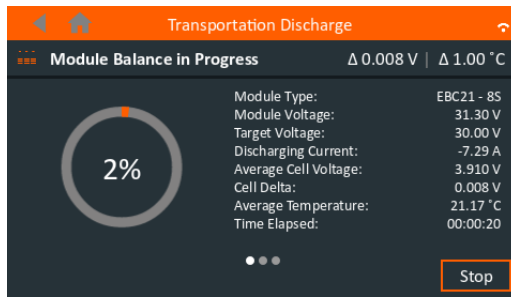 Transportation Discharge
Module Balance in Progress Δ 0.008 V | Δ 1.00 ˚C
Module Type: EBC21 - 8S
Module Voltage: 31.30 V
Target Voltage: 30.00 V
Discharging Current: -7.29 A
Average Cell Voltage: 3.910 V
Cell Delta: 0.008 V
Average Temperature: 21.17 ˚C
Time Elapsed: 00:00:20
2%
Stop